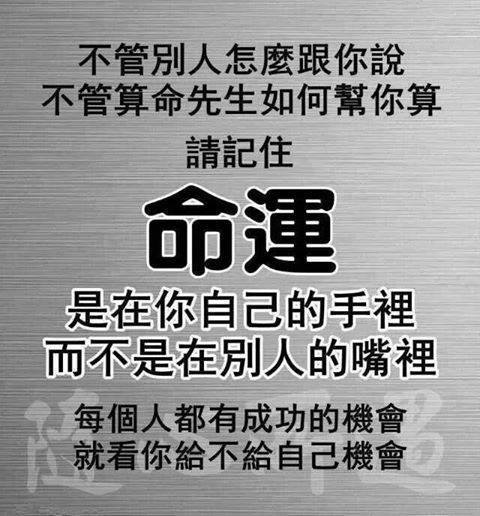 不管別人怎麼跟你說
不管算命先生如何幫你算
請記住
命運
是在你自己的手裡
而不是在別人的嘴裡
每個人都有成功的機會
就看你給不給自己機會